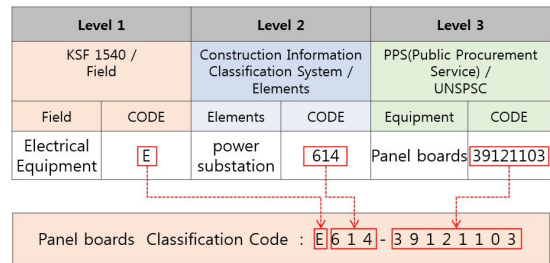 Level 1 Level 2 Level 3
KSF 1540 / Construction Information PPS(Public Procurement
Field Classification System / Service) /
Elements UNSPSC
Field CODE Elements CODE Equipment CODE
Electrical power
Equipment E substation 614 Panel boards 39121103
Panel boards Classification Code : E 6 1 4 - 3 9 1 2 1 1 0 3